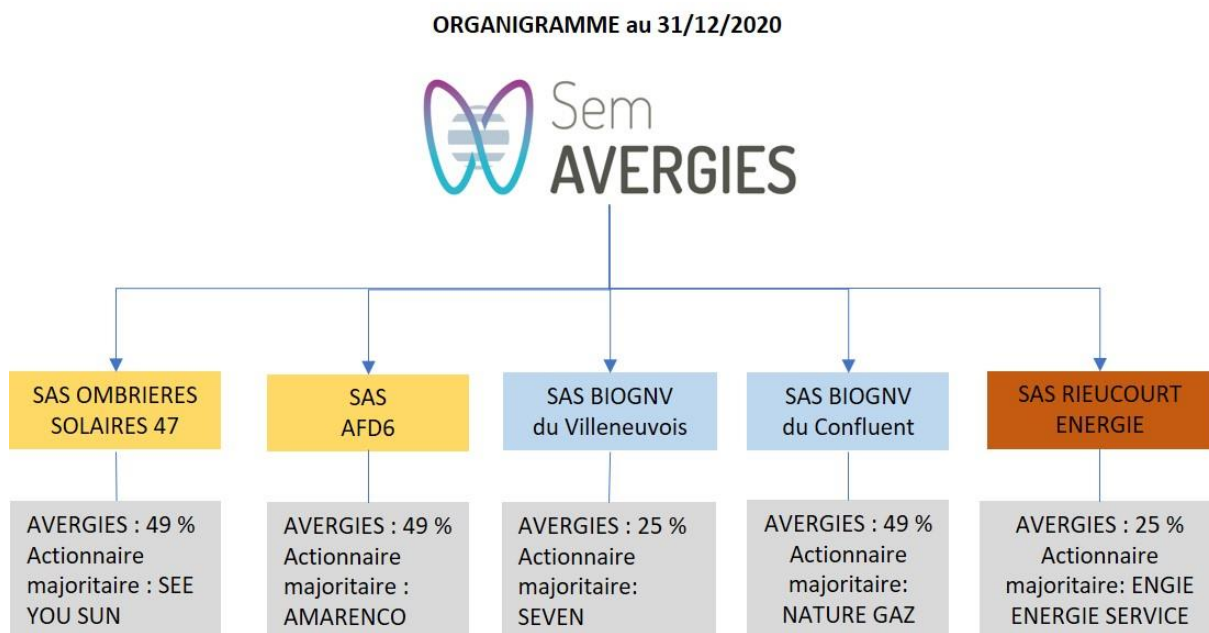 ORGANIGRAMME au 31/12/2020
Sem
AVERGIES
SAS OMBRIERES
SOLAIRES 47
SAS
AFD6
SAS BIOGNV
du Villeneuvois
SAS BIOGNV
du Confluent
SAS RIEUCOURT
ENERGIE
AVERGIES : 49 %
Actionnaire
majoritaire : SEE
YOU SUN
AVERGIES : 49 %
Actionnaire
majoritaire :
AMARENCO
AVERGIES : 25 %
Actionnaire
majoritaire:
SEVEN
AVERGIES : 49 %
Actionnaire
majoritaire:
NATURE GAZ
AVERGIES : 25 %
Actionnaire
majoritaire: ENGIE
ENERGIE SERVICE